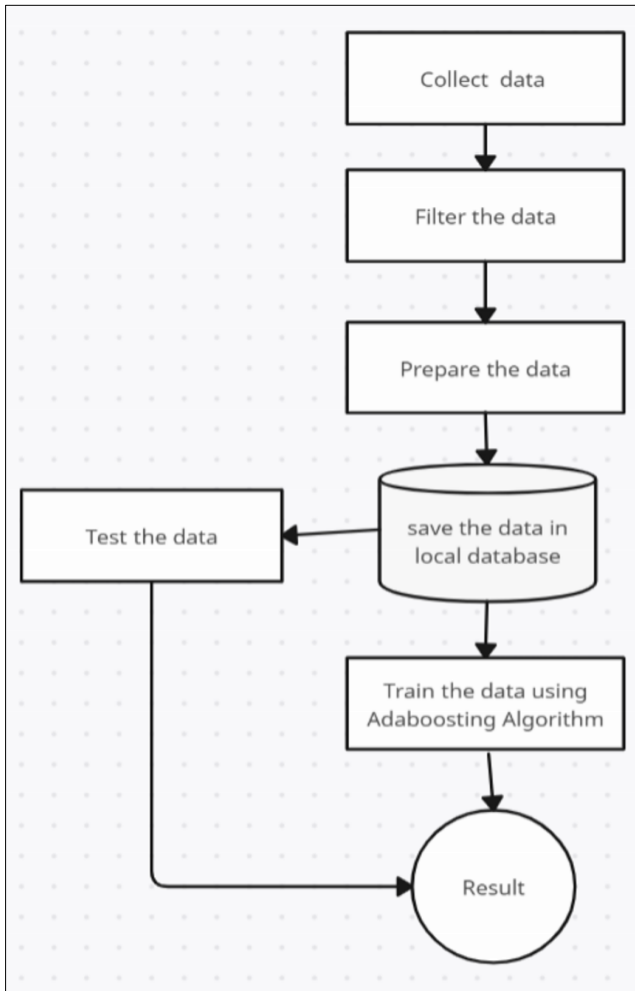 Collect data
Filter the data
Prepare the data
save the data in
local database
Test the data
Train the data using
Adaboosting Algorithm
Result